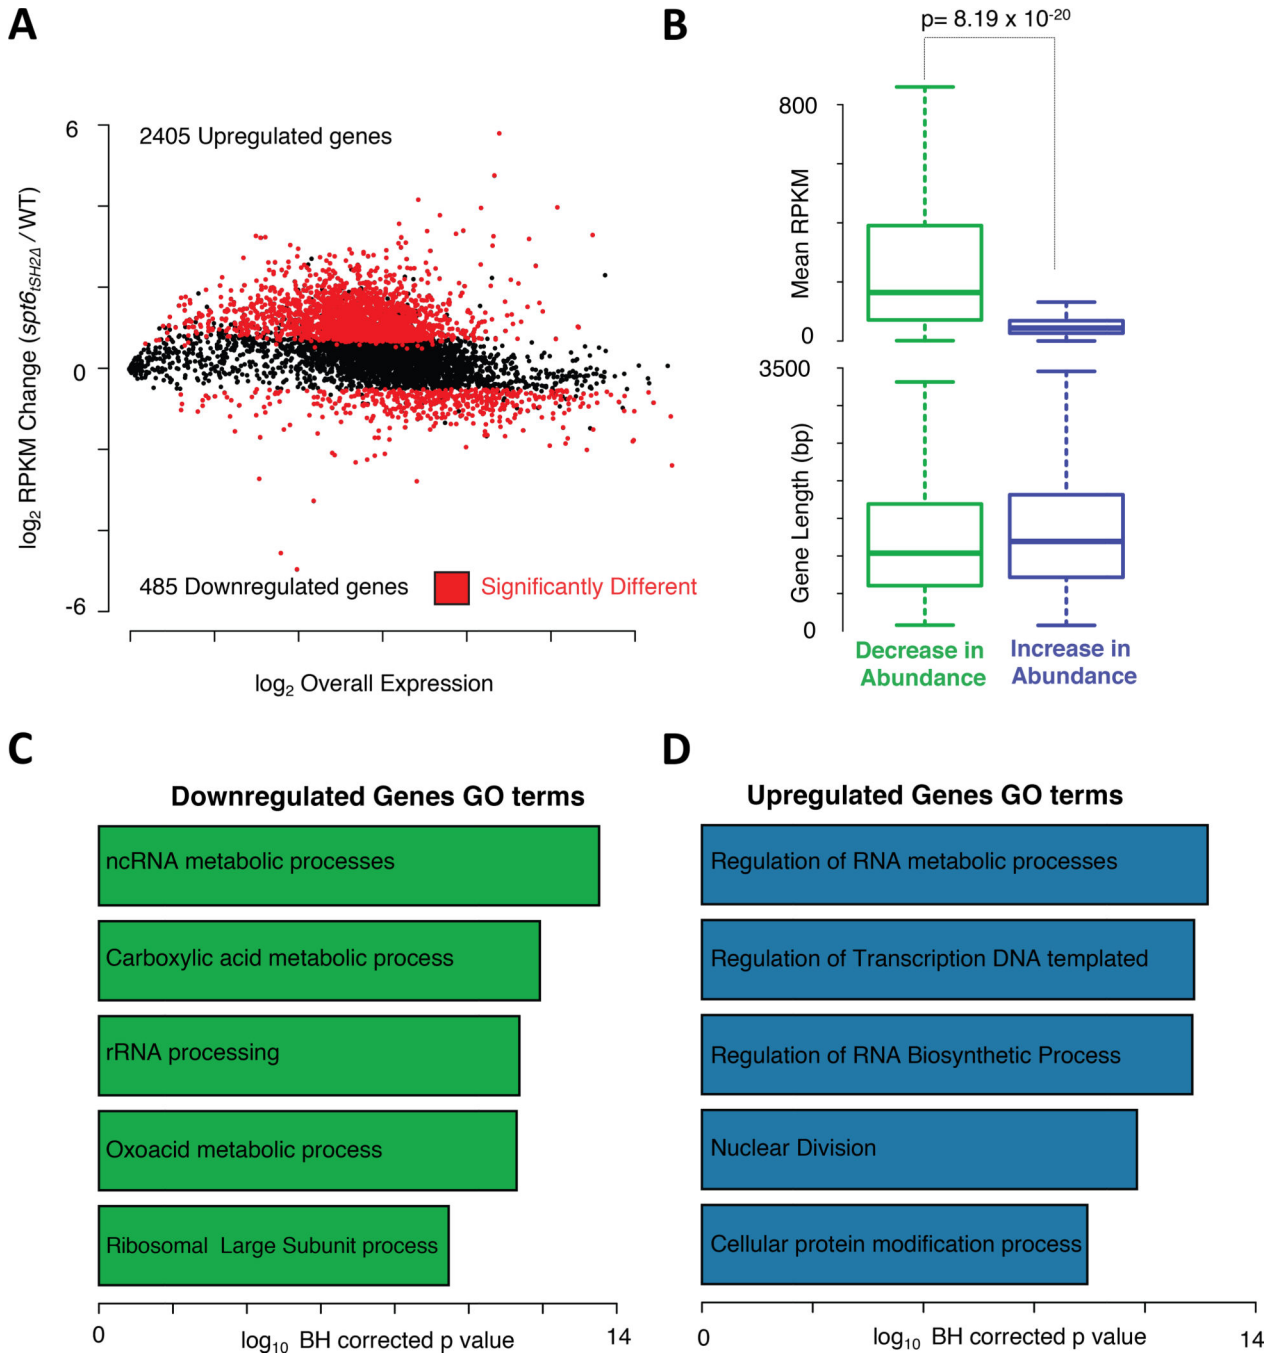 A
6
2405 Upregulated genes
log2 RPKM Change (spt6tSH2Δ / WT)
0
485 Downregulated genes
Significantly Different
-6
log2 Overall Expression
B
p= 8.19 x 10-20
800
Mean RPKM
0
3500
Gene Length (bp)
0
Decrease in
Abundance
Increase in
Abundance
C
Downregulated Genes GO terms
ncRNA metabolic processes
Carboxylic acid metabolic process
rRNA processing
Oxoacid metabolic process
Ribosomal Large Subunit process
0
log10 BH corrected p value
14
D
Upregulated Genes GO terms
Regulation of RNA metabolic processes
Regulation of Transcription DNA templated
Regulation of RNA Biosynthetic Process
Nuclear Division
Cellular protein modification process
0
log10 BH corrected p value
14